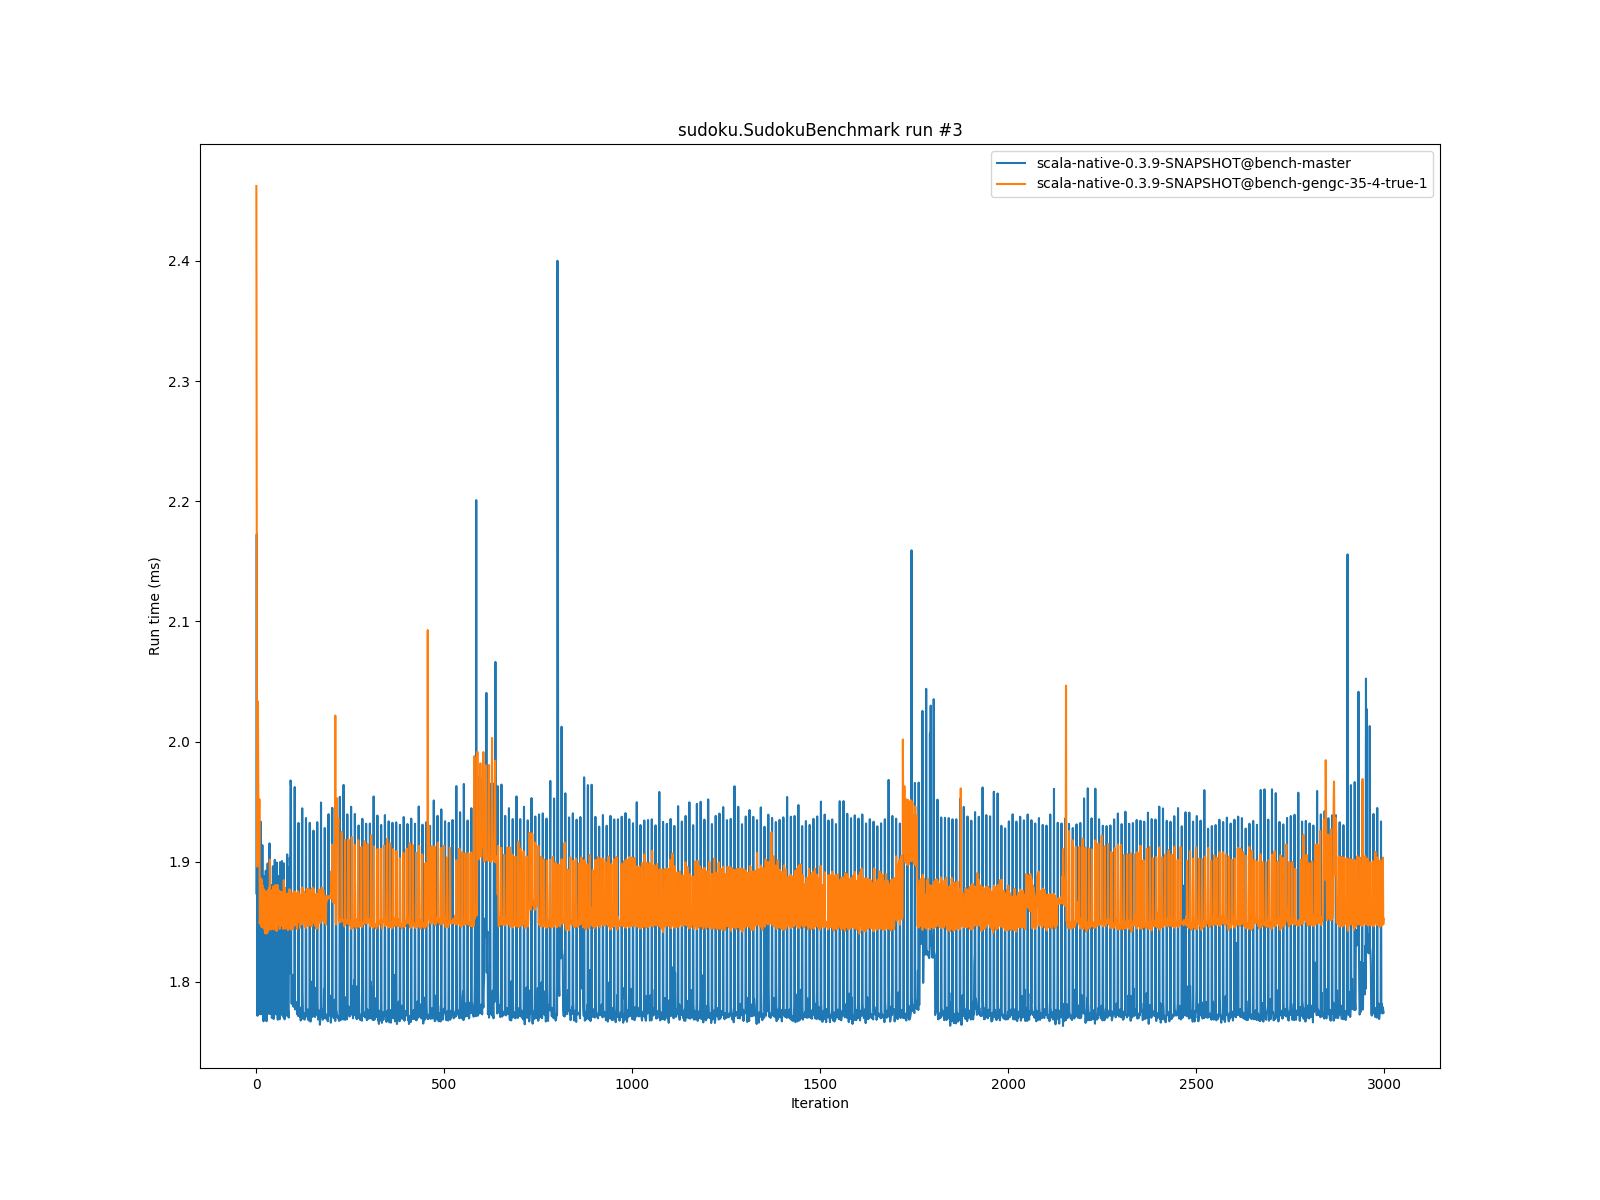 sudoku.SudokuBenchmark run #3
scala-native-0.3.9-SNAPSHOT@bench-master
scala-native-0.3.9-SNAPSHOT@bench-gengc-35-4-true-1
2.4
2.3
2.2
2.1
2.0
1.9
1.8
Run time (ms)
0 500 1000 1500 2000 2500 3000
Iteration